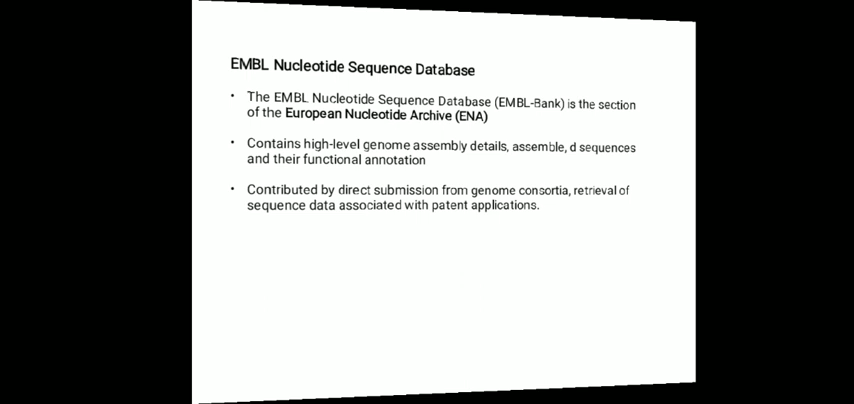 EMBL Nucleotide Sequence Database
• The EMBL Nucleotide Sequence Database (EMBL-Bank) is the section
of the European Nucleotide Archive (ENA)
• Contains high-level genome assembly details, assemble, d sequences
and their functional annotation
• Contributed by direct submission from genome consortia, retrieval of
sequence data associated with patent applications.